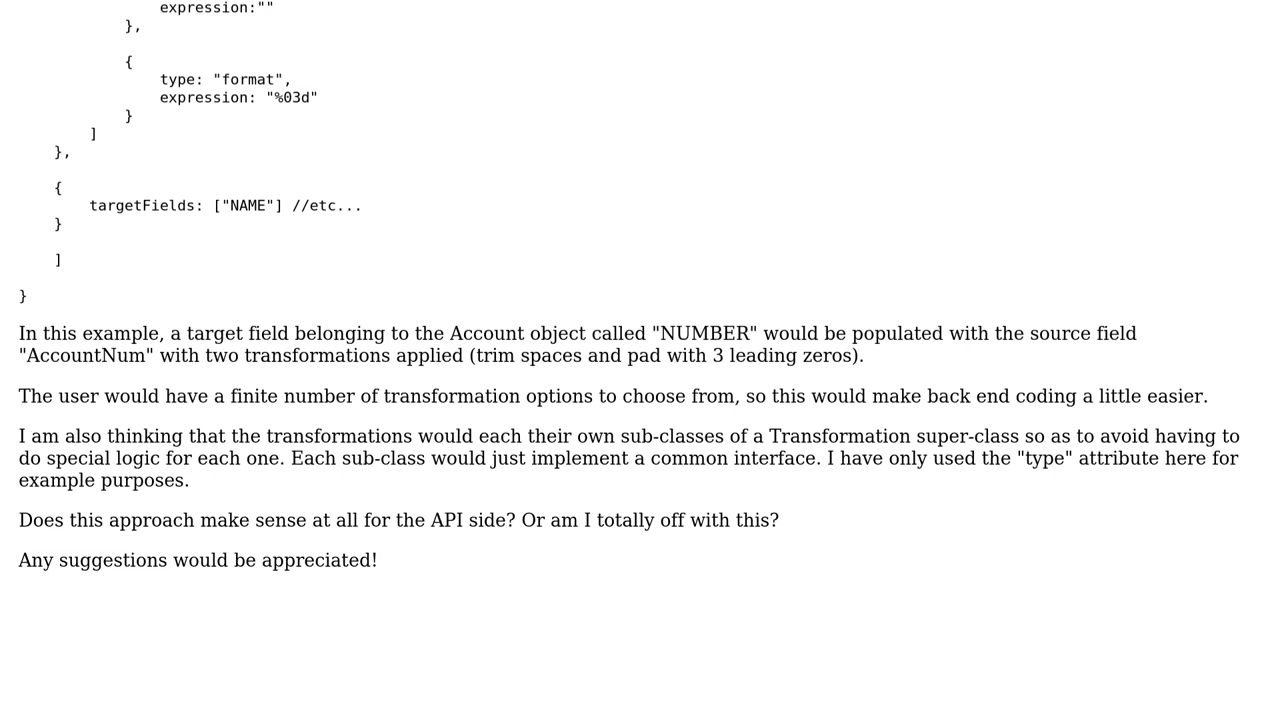 expression:""
},
{
type: "format",
expression: "%03d"
}
]
},
{
targetFields: ["NAME"] //etc...
}
]
}
In this example, a target field belonging to the Account object called "NUMBER" would be populated with the source field
"AccountNum" with two transformations applied (trim spaces and pad with 3 leading zeros).
The user would have a finite number of transformation options to choose from, so this would make back end coding a little easier.
I am also thinking that the transformations would each their own sub-classes of a Transformation super-class so as to avoid having to
do special logic for each one. Each sub-class would just implement a common interface. I have only used the "type" attribute here for
example purposes.
Does this approach make sense at all for the API side? Or am I totally off with this?
Any suggestions would be appreciated!